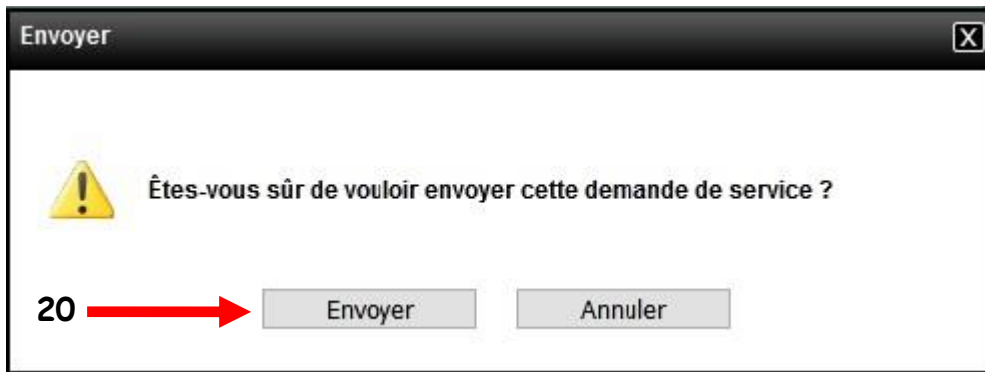 Envoyer X
Êtes-vous sûr de vouloir envoyer cette demande de service ?
20 Envoyer Annuler